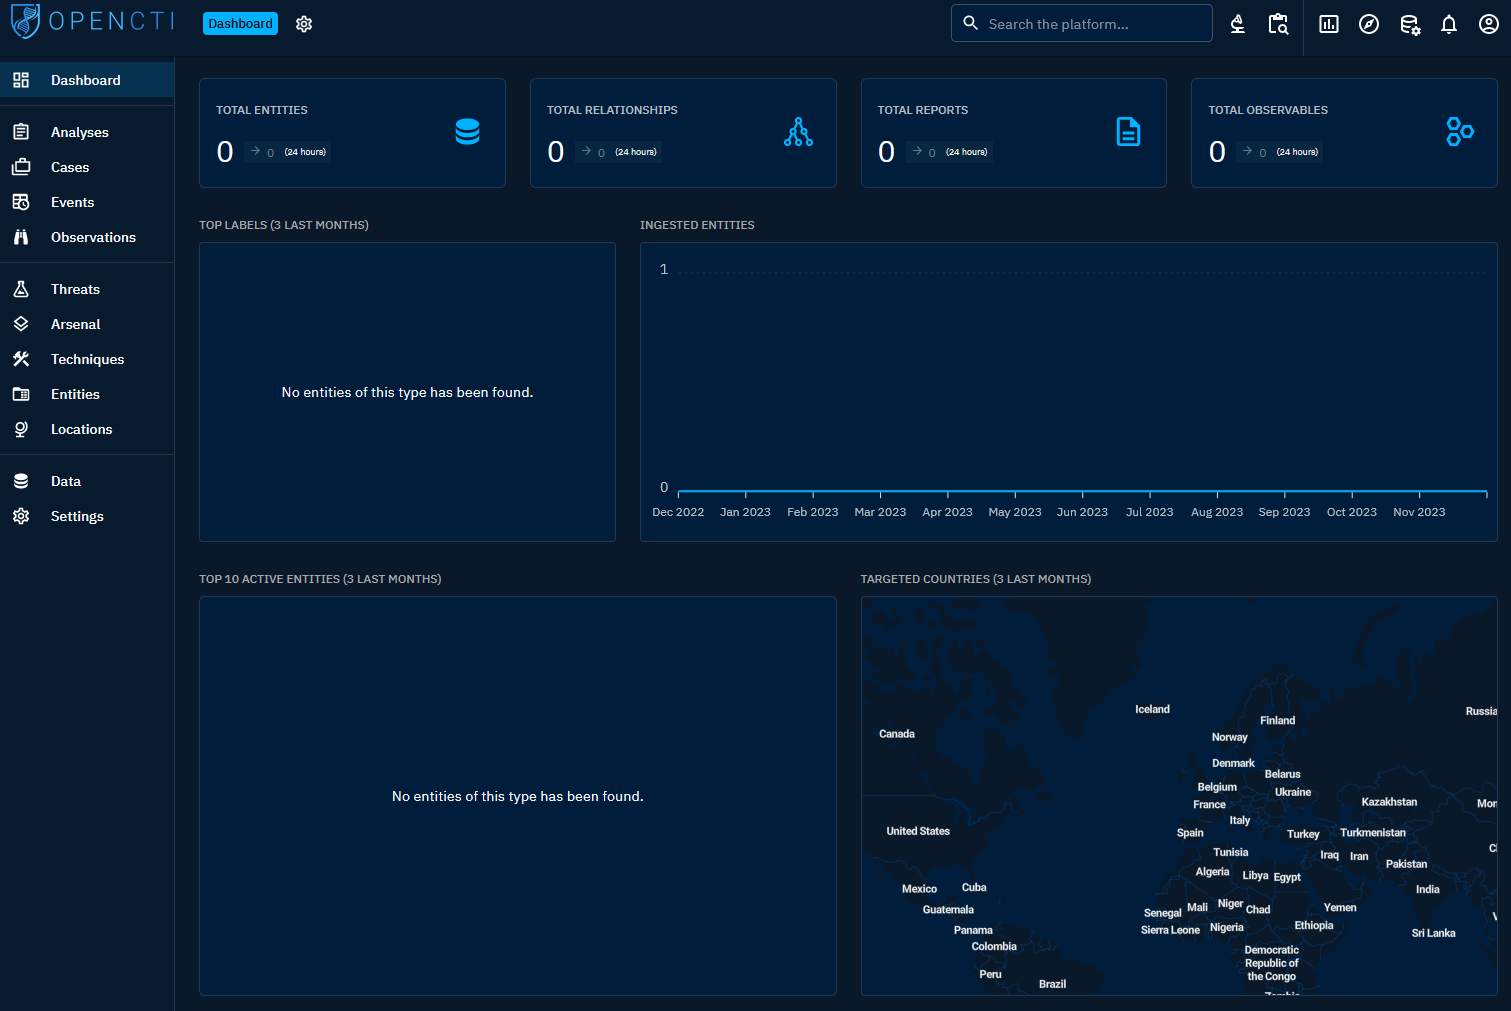 OPENCTI
Dashboard
Search the platform...
Dashboard
Analyses
Cases
Events
Observations
Threats
Arsenal
Techniques
Entities
Locations
Data
Settings
TOTAL ENTITIES
0 0 (24 hours)
TOTAL RELATIONSHIPS
0 0 (24 hours)
TOTAL REPORTS
0 0 (24 hours)
TOTAL OBSERVABLES
0 0 (24 hours)
TOP LABELS (3 LAST MONTHS)
No entities of this type has been found.
INGESTED ENTITIES
1
0
Dec 2022 Jan 2023 Feb 2023 Mar 2023 Apr 2023 May 2023 Jun 2023 Jul 2023 Aug 2023 Sep 2023 Oct 2023 Nov 2023
TOP 10 ACTIVE ENTITIES (3 LAST MONTHS)
No entities of this type has been found.
TARGETED COUNTRIES (3 LAST MONTHS)
Iceland
Russia
Finland
Canada
Norway
Denmark
Belarus
Belgium
Ukraine
Kazakhstan
Mon
France
Italy
United States
Spain
Turkey
Turkmenistan
Tunisia
Iraq
Iran
Pakistan
Algeria
Libya
Egypt
Mexico
Cuba
India
Guatemala
Senegal
Mali
Niger
Chad
Yemen
Panama
Sierra Leone
Nigeria
Ethiopia
Sri Lanka
Colombia
Democratic
Republic of
the Congo
Peru
Brazil